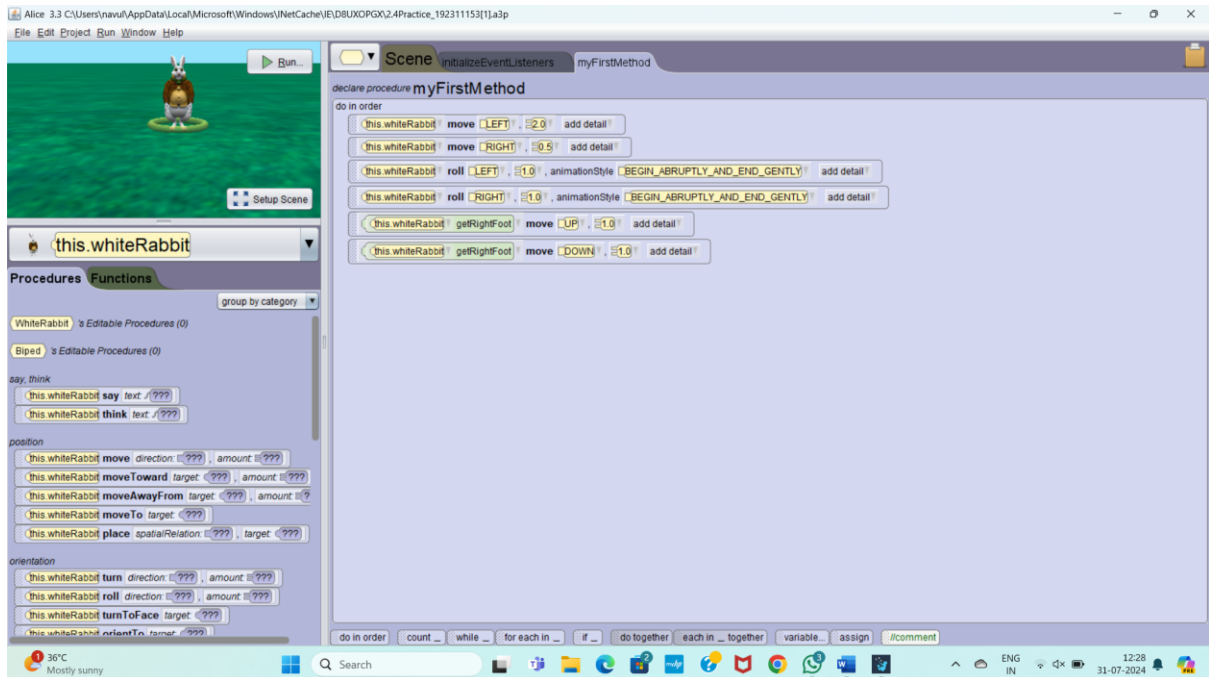 Alice 3.3 C:\Users\navul\AppData\Local\Microsoft\Windows\INetCache\IE\D8UXOPGX\2.4Practice_192311153[1].a3p
File Edit Project Run Window Help
Run...
Setup Scene
this.whiteRabbit
Procedures Functions
group by category
WhiteRabbit 's Editable Procedures (0)
Biped 's Editable Procedures (0)
say, think
this.whiteRabbit say text: ???
this.whiteRabbit think text: ???
position
this.whiteRabbit move direction: ??? , amount: ???
this.whiteRabbit moveToward target: ??? , amount: ???
this.whiteRabbit moveAwayFrom target: ??? , amount: ?
this.whiteRabbit moveTo target: ???
this.whiteRabbit place spatialRelation: ??? , target: ???
orientation
this.whiteRabbit turn direction: ??? , amount: ???
this.whiteRabbit roll direction: ??? , amount: ???
this.whiteRabbit turnToFace target: ???
this.whiteRabbit orientTo target: ???
Scene initializeEventListeners myFirstMethod
declare procedure myFirstMethod
do in order
this.whiteRabbit move LEFT , 2.0 add detail
this.whiteRabbit move RIGHT , 0.5 add detail
this.whiteRabbit roll LEFT , 1.0 , animationStyle BEGIN_ABRUPTLY_AND_END_GENTLY add detail
this.whiteRabbit roll RIGHT , 1.0 , animationStyle BEGIN_ABRUPTLY_AND_END_GENTLY add detail
this.whiteRabbit getRightFoot move UP , 1.0 add detail
this.whiteRabbit getRightFoot move DOWN , 1.0 add detail
do in order count _ while _ for each in _ if _ do together each in _ together variable... assign //comment
1
36°C
Mostly sunny
Search
2
3
ENG
IN
12:28
31-07-2024
PRE